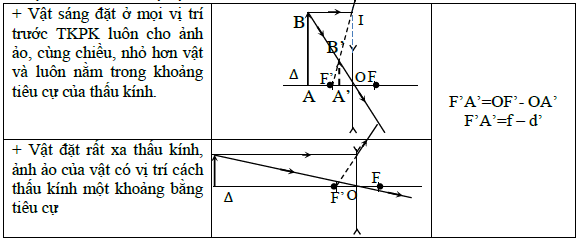 + Vật sáng đặt ở mọi vị trí
trước TKPK luôn cho ảnh
ảo, cùng chiều, nhỏ hơn vật
và luôn nằm trong khoảng
tiêu cự của thấu kính.
B I
B'
Δ F' O F
A A'
F'A'=OF'- OA'
F'A'=f – d'
+ Vật đặt rất xa thấu kính,
ảnh ảo của vật có vị trí cách
thấu kính một khoảng bằng
tiêu cự
F
Δ F' O